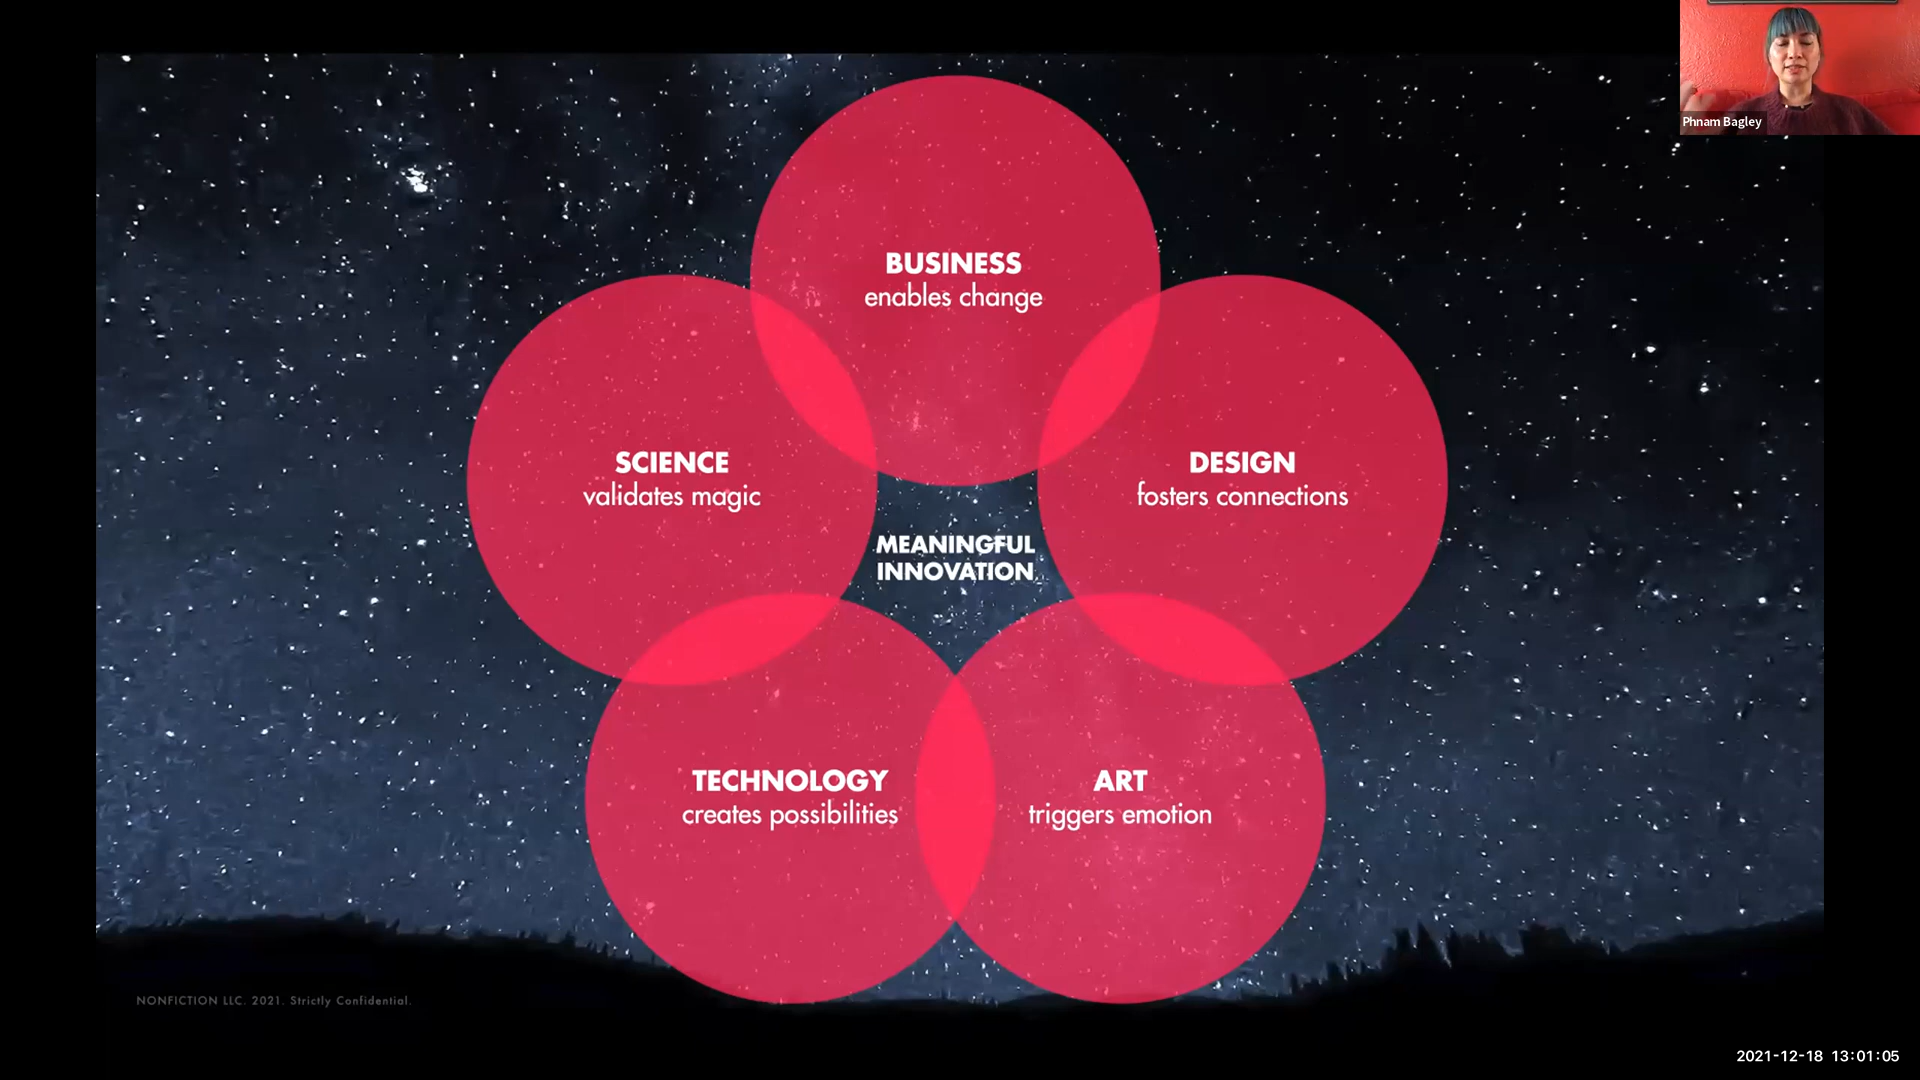 Phnam Bagley
BUSINESS
enables change
SCIENCE
validates magic
DESIGN
fosters connections
MEANINGFUL
INNOVATION
TECHNOLOGY
creates possibilities
ART
triggers emotion
NONFICTION LLC. 2021. Strictly Confidential.
2021-12-18 13:01:05